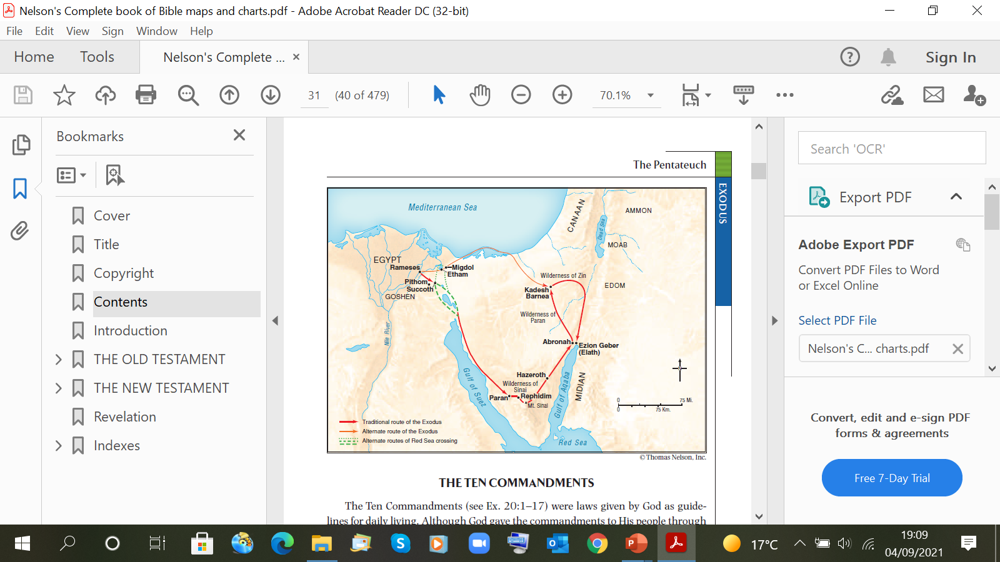 Nelson's Complete book of Bible maps and charts.pdf - Adobe Acrobat Reader DC (32-bit)
File Edit View Sign Window Help
Home Tools Nelson's Complete ... × Sign In
31 (40 of 479) 70.1%
Bookmarks
Cover
Title
Copyright
Contents
Introduction
THE OLD TESTAMENT
THE NEW TESTAMENT
Revelation
Indexes
The Pentateuch
EXODUS
Mediterranean Sea
CANAAN
AMMON
Dead Sea
MOAB
EGYPT
Rameses
Migdol
Etham
Wilderness of Zin
Pithom
Succoth
GOSHEN
Kadesh
Barnea
EDOM
Wilderness of
Paran
Nile River
Abronah
Ezion Geber
(Elath)
Gulf of Suez
Hazeroth
Wilderness of
Sinai
Paran
Rephidim
Mt. Sinai
Gulf of Aqaba
MIDIAN
N
0 75 Mi.
0 75 Km.
Traditional route of the Exodus
Alternate route of the Exodus
Alternate routes of Red Sea crossing
Red Sea
© Thomas Nelson, Inc.
THE TEN COMMANDMENTS
The Ten Commandments (see Ex. 20:1–17) were laws given by God as guide-
lines for daily living. Although God gave the commandments to His people through
Search 'OCR'
Export PDF
Adobe Export PDF
Convert PDF Files to Word
or Excel Online
Select PDF File
Nelson's C... charts.pdf
Convert, edit and e-sign PDF
forms & agreements
Free 7-Day Trial
17°C
19:09
04/09/2021